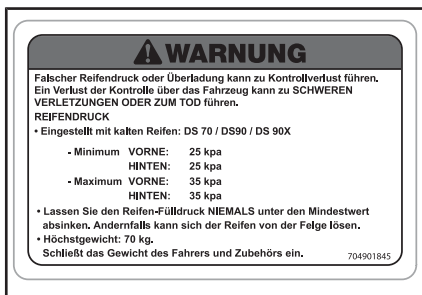 WARNUNG
Falscher Reifendruck oder Überladung kann zu Kontrollverlust führen.
Ein Verlust der Kontrolle über das Fahrzeug kann zu SCHWEREN
VERLETZUNGEN ODER ZUM TOD führen.
REIFENDRUCK
• Eingestellt mit kalten Reifen: DS 70 / DS90 / DS 90X
- Minimum VORNE: 25 kpa
HINTEN: 25 kpa
- Maximum VORNE: 35 kpa
HINTEN: 35 kpa
• Lassen Sie den Reifen-Fülldruck NIEMALS unter den Mindestwert
absinken. Andernfalls kann sich der Reifen von der Felge lösen.
• Höchstgewicht: 70 kg.
Schließt das Gewicht des Fahrers und Zubehörs ein.
704901845